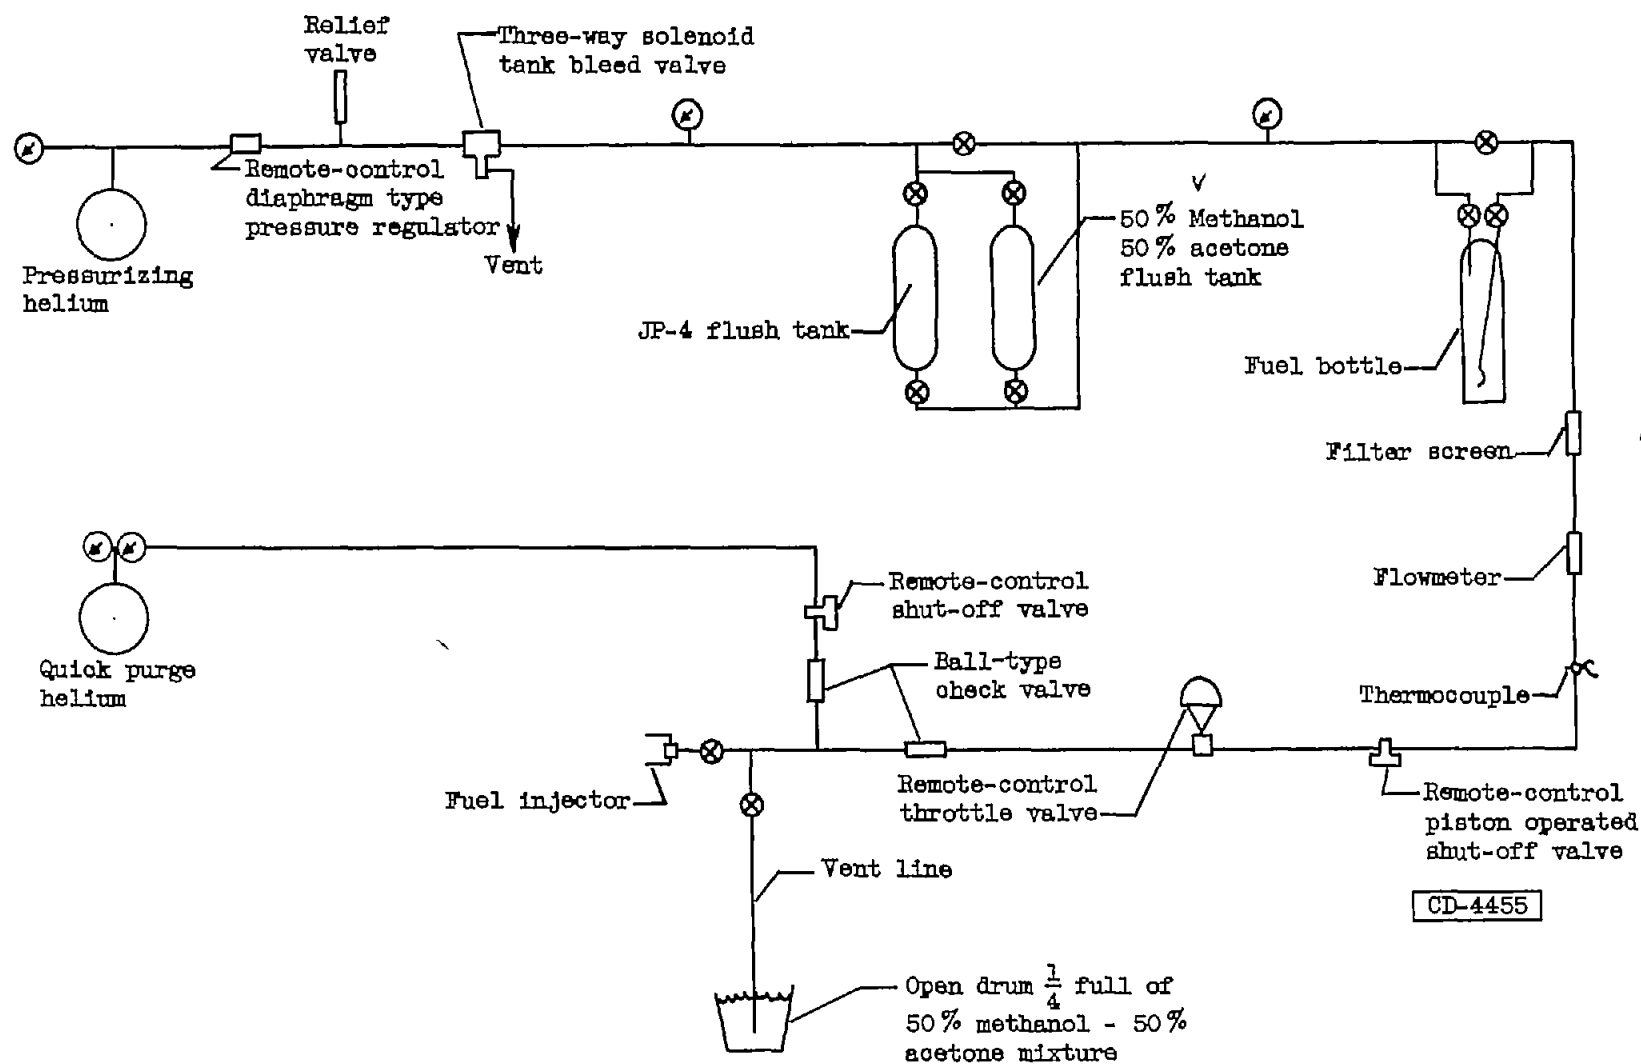 Relief
valve
Three-way solenoid
tank bleed valve
Remote-control
diaphragm type
pressure regulator
Vent
Pressurizing
helium
V
50% Methanol
50% acetone
flush tank
JP-4 flush tank
Fuel bottle
Filter screen
Flowmeter
Thermocouple
Quick purge
helium
Remote-control
shut-off valve
Ball-type
check valve
Fuel injector
Remote-control
throttle valve
Remote-control
piston operated
shut-off valve
Vent line
CD-4455
Open drum 1/4 full of
50% methanol - 50%
acetone mixture